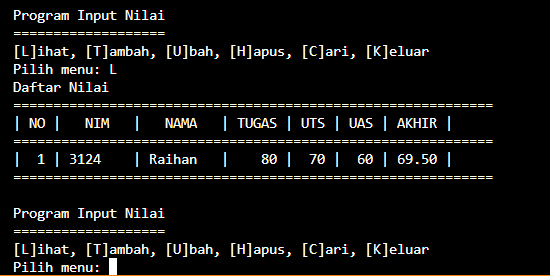 Program Input Nilai
===================
[L]ihat, [T]ambah, [U]bah, [H]apus, [C]ari, [K]eluar
Pilih menu: L
Daftar Nilai
============================================================
| NO |   NIM   |   NAMA   | TUGAS | UTS | UAS | AKHIR |
============================================================
|  1 | 3124    | Raihan   |    80 |  70 |  60 | 69.50 |
============================================================
Program Input Nilai
===================
[L]ihat, [T]ambah, [U]bah, [H]apus, [C]ari, [K]eluar
Pilih menu: